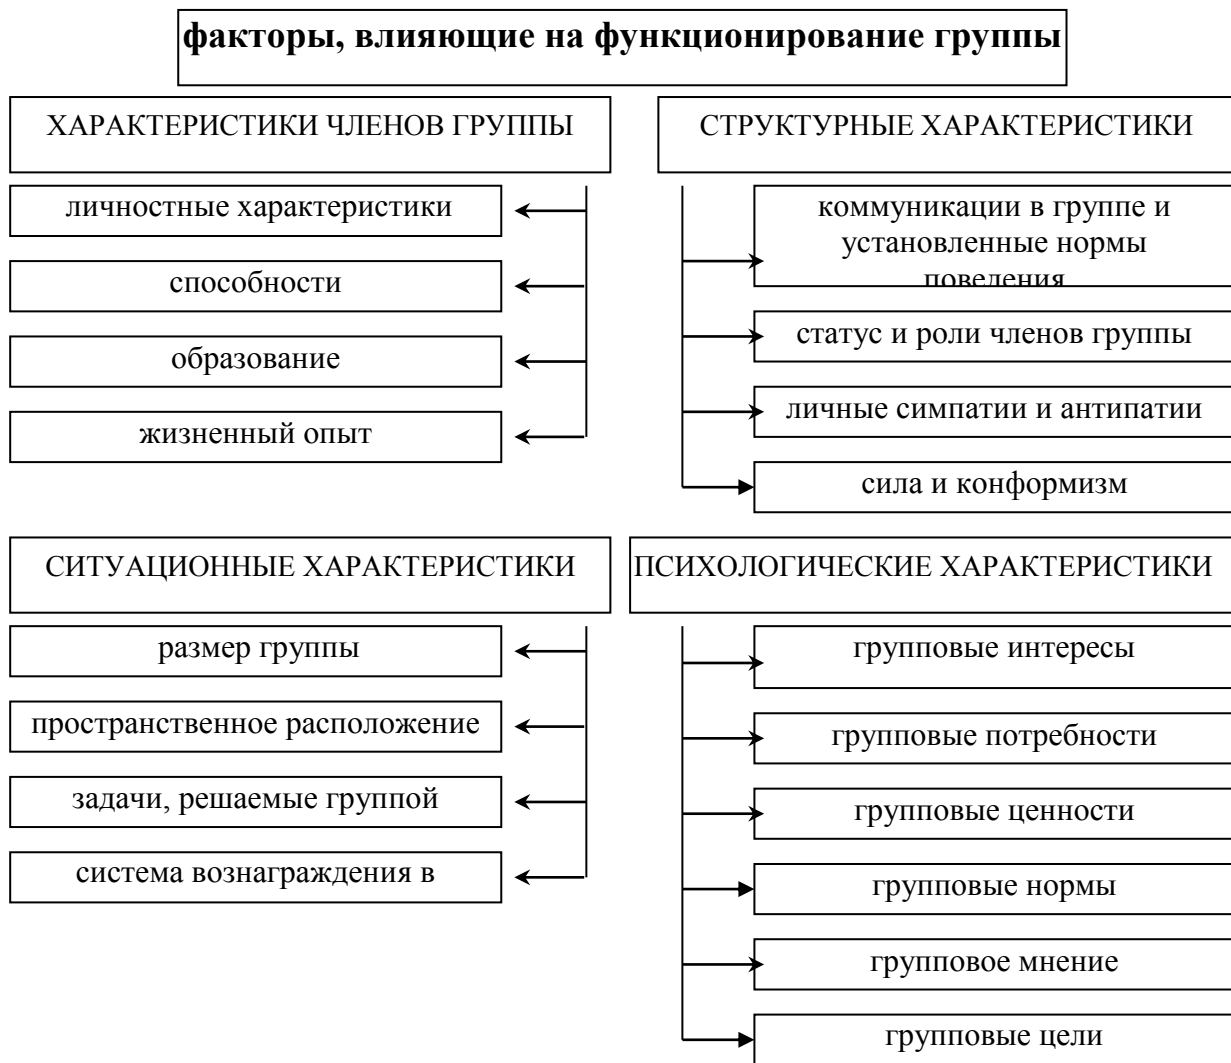 факторы, влияющие на функционирование группы
ХАРАКТЕРИСТИКИ ЧЛЕНОВ ГРУППЫ
личностные характеристики
способности
образование
жизненный опыт
СТРУКТУРНЫЕ ХАРАКТЕРИСТИКИ
коммуникации в группе и
установленные нормы
поведения
статус и роли членов группы
личные симпатии и антипатии
сила и конформизм
СИТУАЦИОННЫЕ ХАРАКТЕРИСТИКИ
размер группы
пространственное расположение
задачи, решаемые группой
система вознаграждения в
ПСИХОЛОГИЧЕСКИЕ ХАРАКТЕРИСТИКИ
групповые интересы
групповые потребности
групповые ценности
групповые нормы
групповое мнение
групповые цели